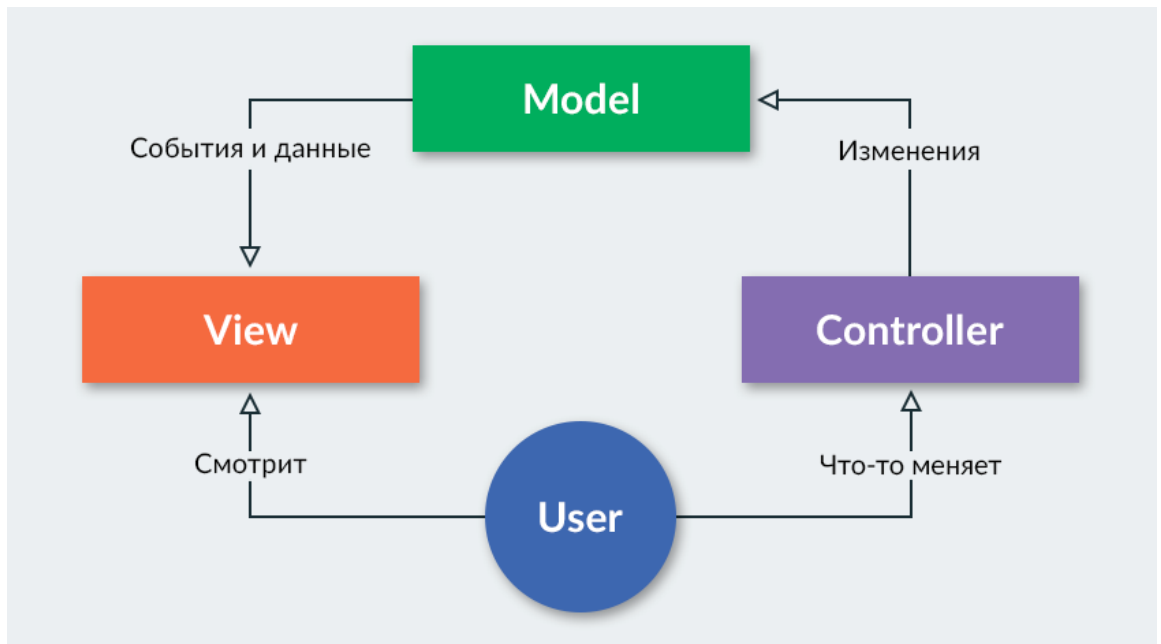 Model
События и данные
Изменения
View
Controller
Смотрит
Что-то меняет
User